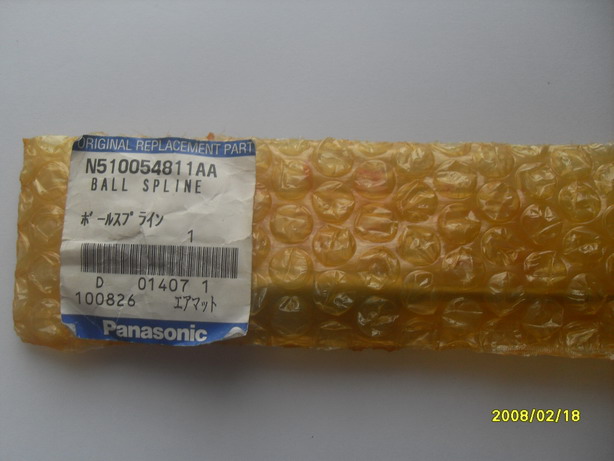 ORIGINAL REPLACEMENT PART
N510054811AA
BALL SPLINE
ボールスプライン
1
D 01407 1
100826 エアマット
Panasonic
2008/02/18